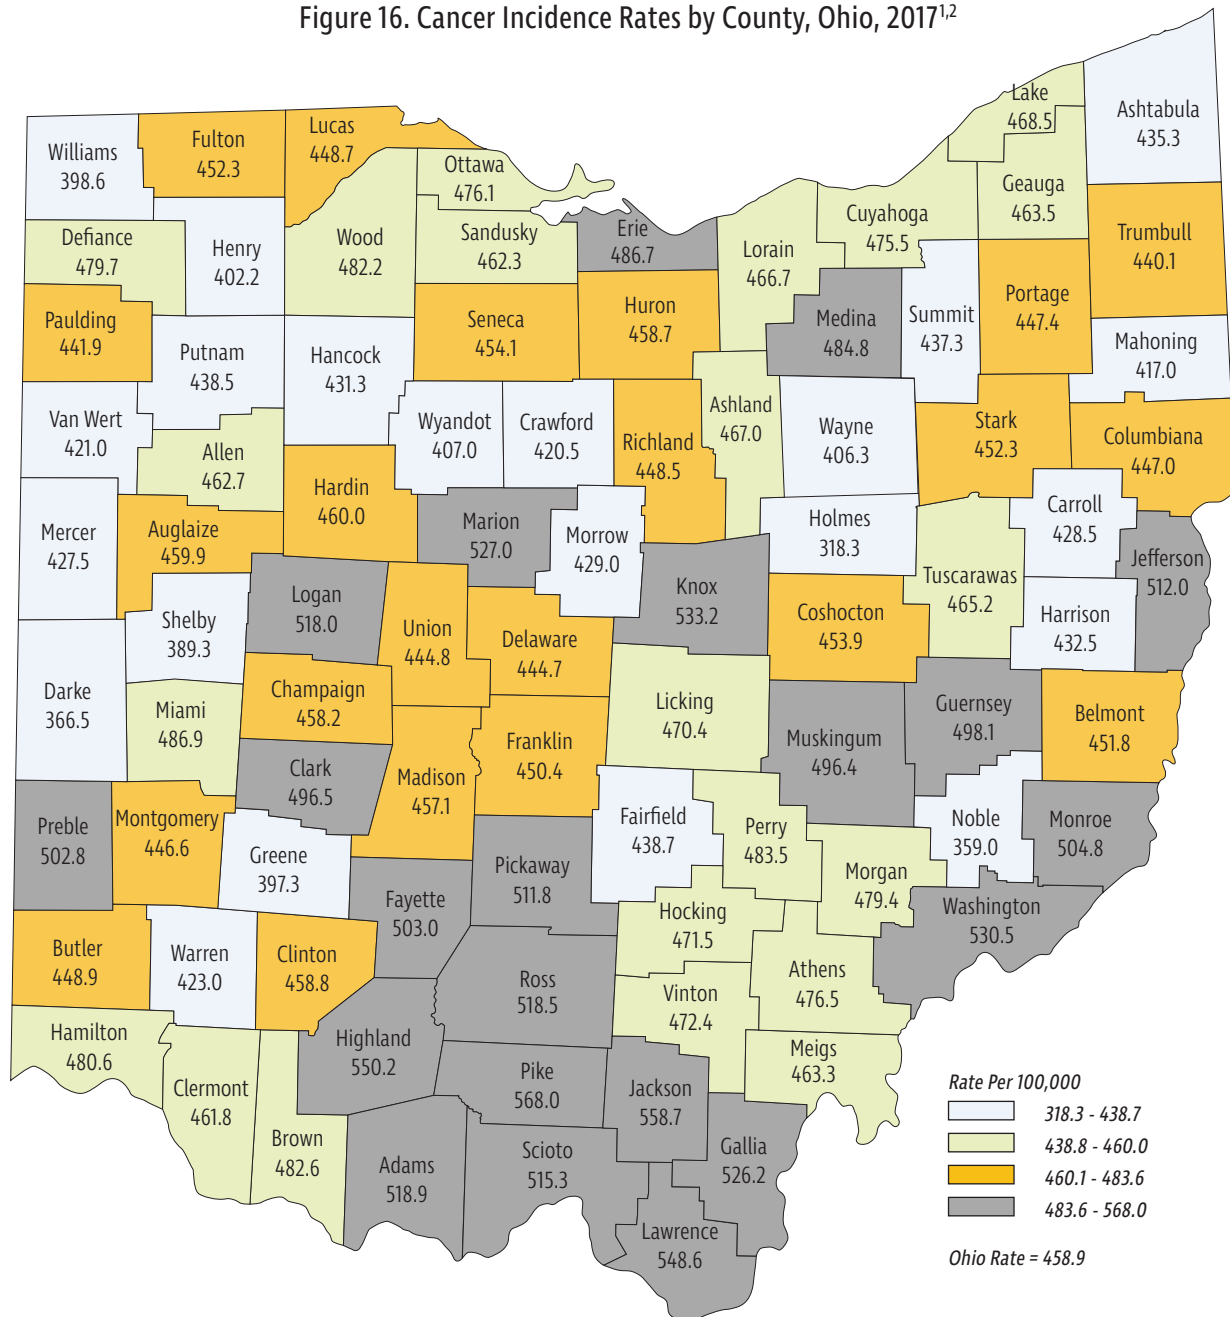 Figure 16. Cancer Incidence Rates by County, Ohio, 2017¹,²
Lake
468.5
Ashtabula
435.3
Williams
398.6
Fulton
452.3
Lucas
448.7
Ottawa
476.1
Geauga
463.5
Defiance
479.7
Henry
402.2
Wood
482.2
Sandusky
462.3
Erie
486.7
Lorain
466.7
Cuyahoga
475.5
Trumbull
440.1
Paulding
441.9
Seneca
454.1
Huron
458.7
Medina
484.8
Summit
437.3
Portage
447.4
Putnam
438.5
Hancock
431.3
Mahoning
417.0
Van Wert
421.0
Allen
462.7
Wyandot
407.0
Crawford
420.5
Richland
448.5
Ashland
467.0
Wayne
406.3
Stark
452.3
Columbiana
447.0
Hardin
460.0
Mercer
427.5
Auglaize
459.9
Marion
527.0
Morrow
429.0
Holmes
318.3
Carroll
428.5
Jefferson
512.0
Logan
518.0
Knox
533.2
Tuscarawas
465.2
Shelby
389.3
Union
444.8
Delaware
444.7
Coshocton
453.9
Harrison
432.5
Darke
366.5
Miami
486.9
Champaign
458.2
Licking
470.4
Guernsey
498.1
Belmont
451.8
Clark
496.5
Madison
457.1
Franklin
450.4
Muskingum
496.4
Preble
502.8
Montgomery
446.6
Greene
397.3
Fairfield
438.7
Perry
483.5
Noble
359.0
Monroe
504.8
Pickaway
511.8
Morgan
479.4
Fayette
503.0
Hocking
471.5
Washington
530.5
Butler
448.9
Warren
423.0
Clinton
458.8
Ross
518.5
Athens
476.5
Vinton
472.4
Hamilton
480.6
Highland
550.2
Meigs
463.3
Clermont
461.8
Pike
568.0
Jackson
558.7
Brown
482.6
Adams
518.9
Scioto
515.3
Gallia
526.2
Lawrence
548.6
Rate Per 100,000
318.3 - 438.7
438.8 - 460.0
460.1 - 483.6
483.6 - 568.0
Ohio Rate = 458.9